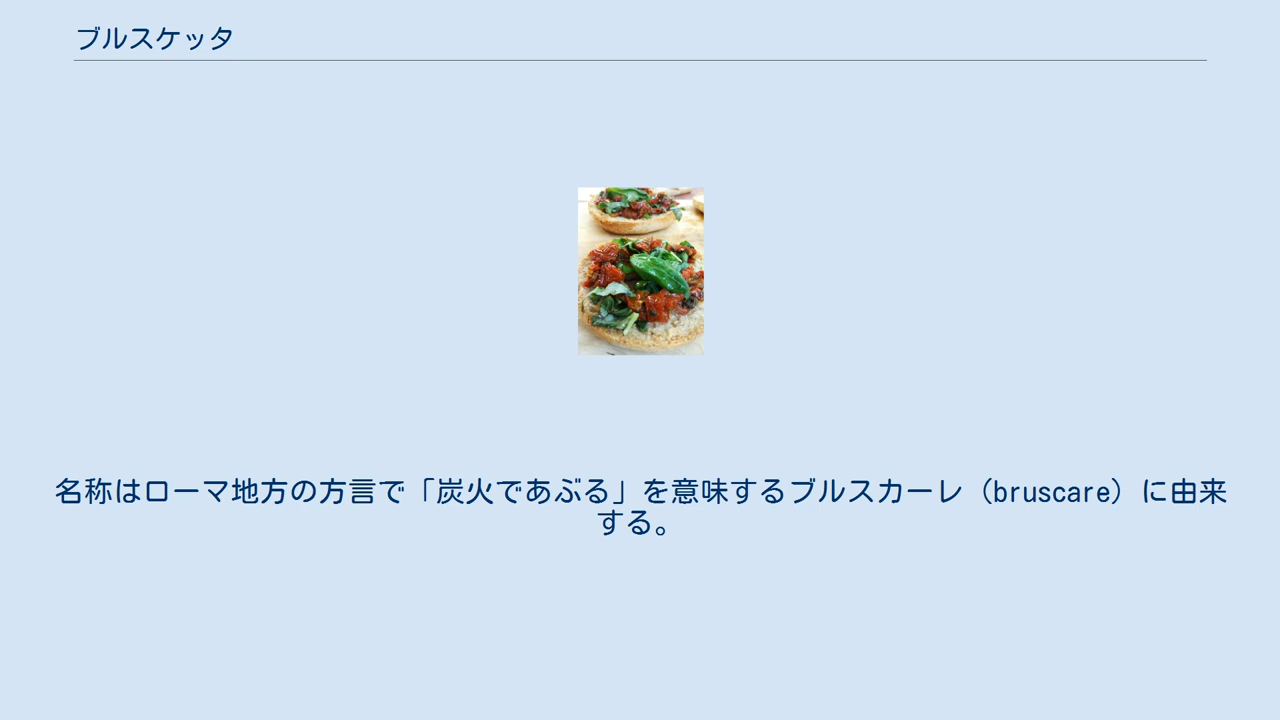 ブルスケッタ
名称はローマ地方の方言で「炭火であぶる」を意味するブルスカーレ（bruscare）に由来
する。